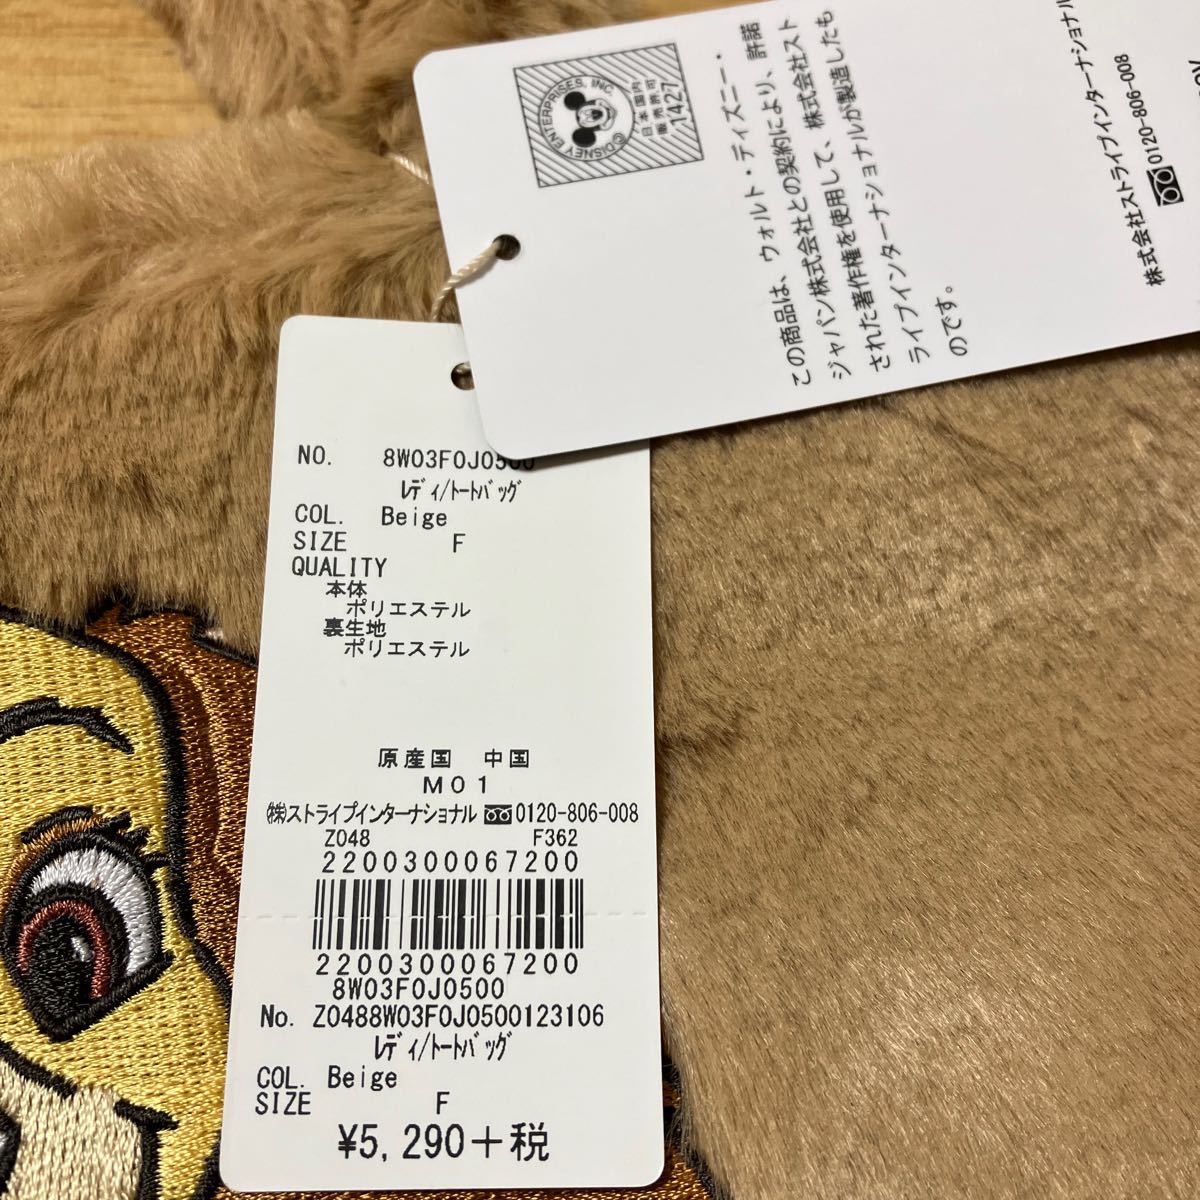 ©DISNEY ENTERPRISES, INC.
日本国内
販売許可
1427
この商品は、ウォルト・ディズニー・
ジャパン株式会社との契約により、許諾
された著作権を使用して、株式会社スト
ライプインターナショナルが製造したも
のです。
株式会社ストライプインターナショナル
0120-806-008
NO. 8W03F0J0500
ﾚﾃﾞｨ/ﾄｰﾄﾊﾞｯｸﾞ
COL. Beige
SIZE F
QUALITY
本体
ポリエステル
裏生地
ポリエステル
原産国 中国
M01
㈱ストライプインターナショナル 0120-806-008
Z048 F362
2200300067200
2200300067200
8W03F0J0500
No. Z0488W03F0J0500123106
ﾚﾃﾞｨ/ﾄｰﾄﾊﾞｯｸﾞ
COL. Beige
SIZE F
¥5,290+税